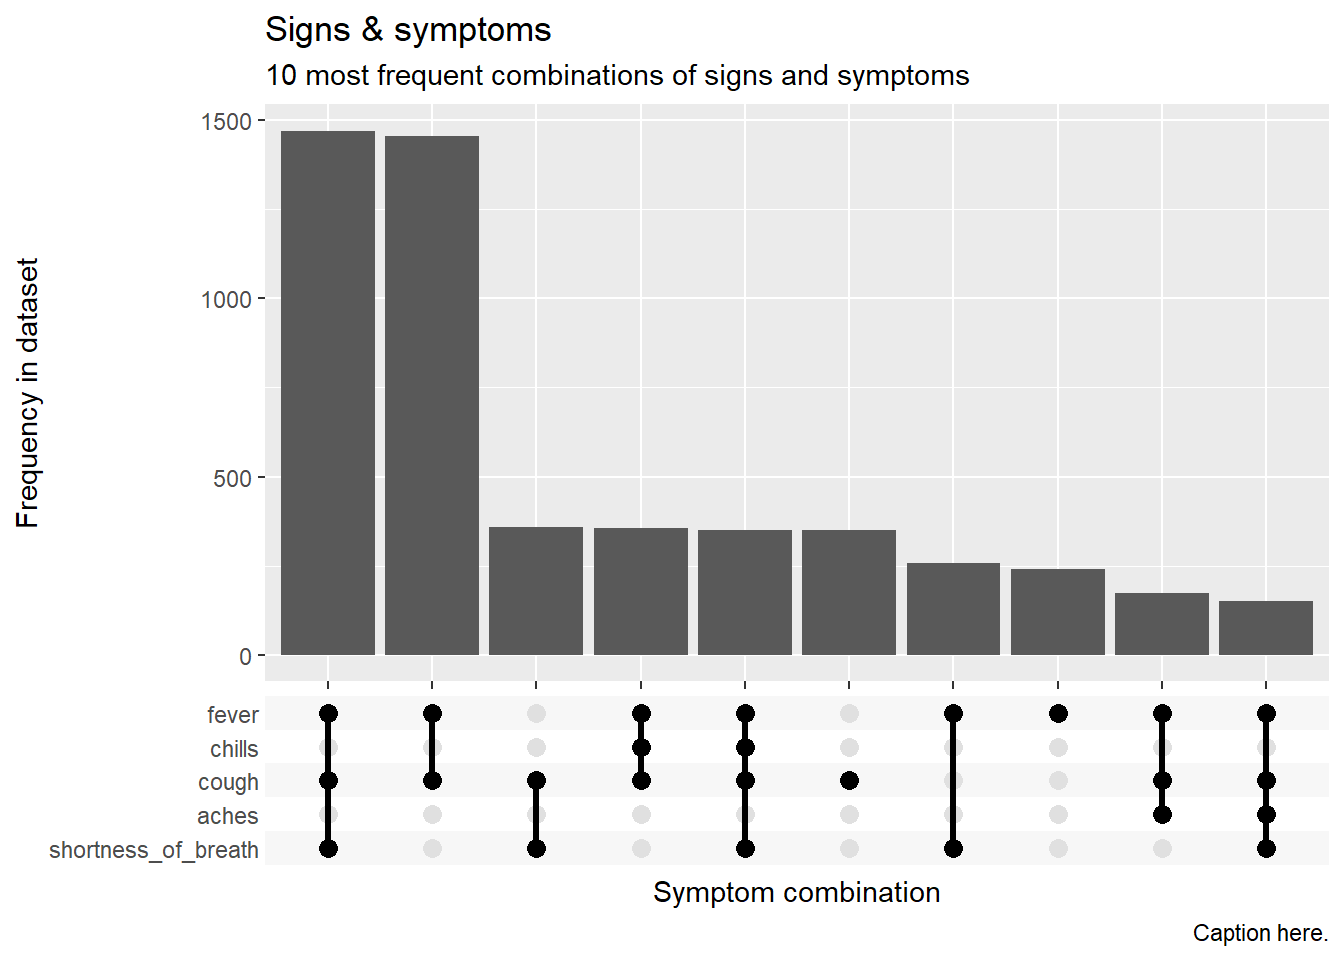 Signs & symptoms
10 most frequent combinations of signs and symptoms
Frequency in dataset
1500
1000
500
0
fever
chills
cough
aches
shortness_of_breath
Symptom combination
Caption here.